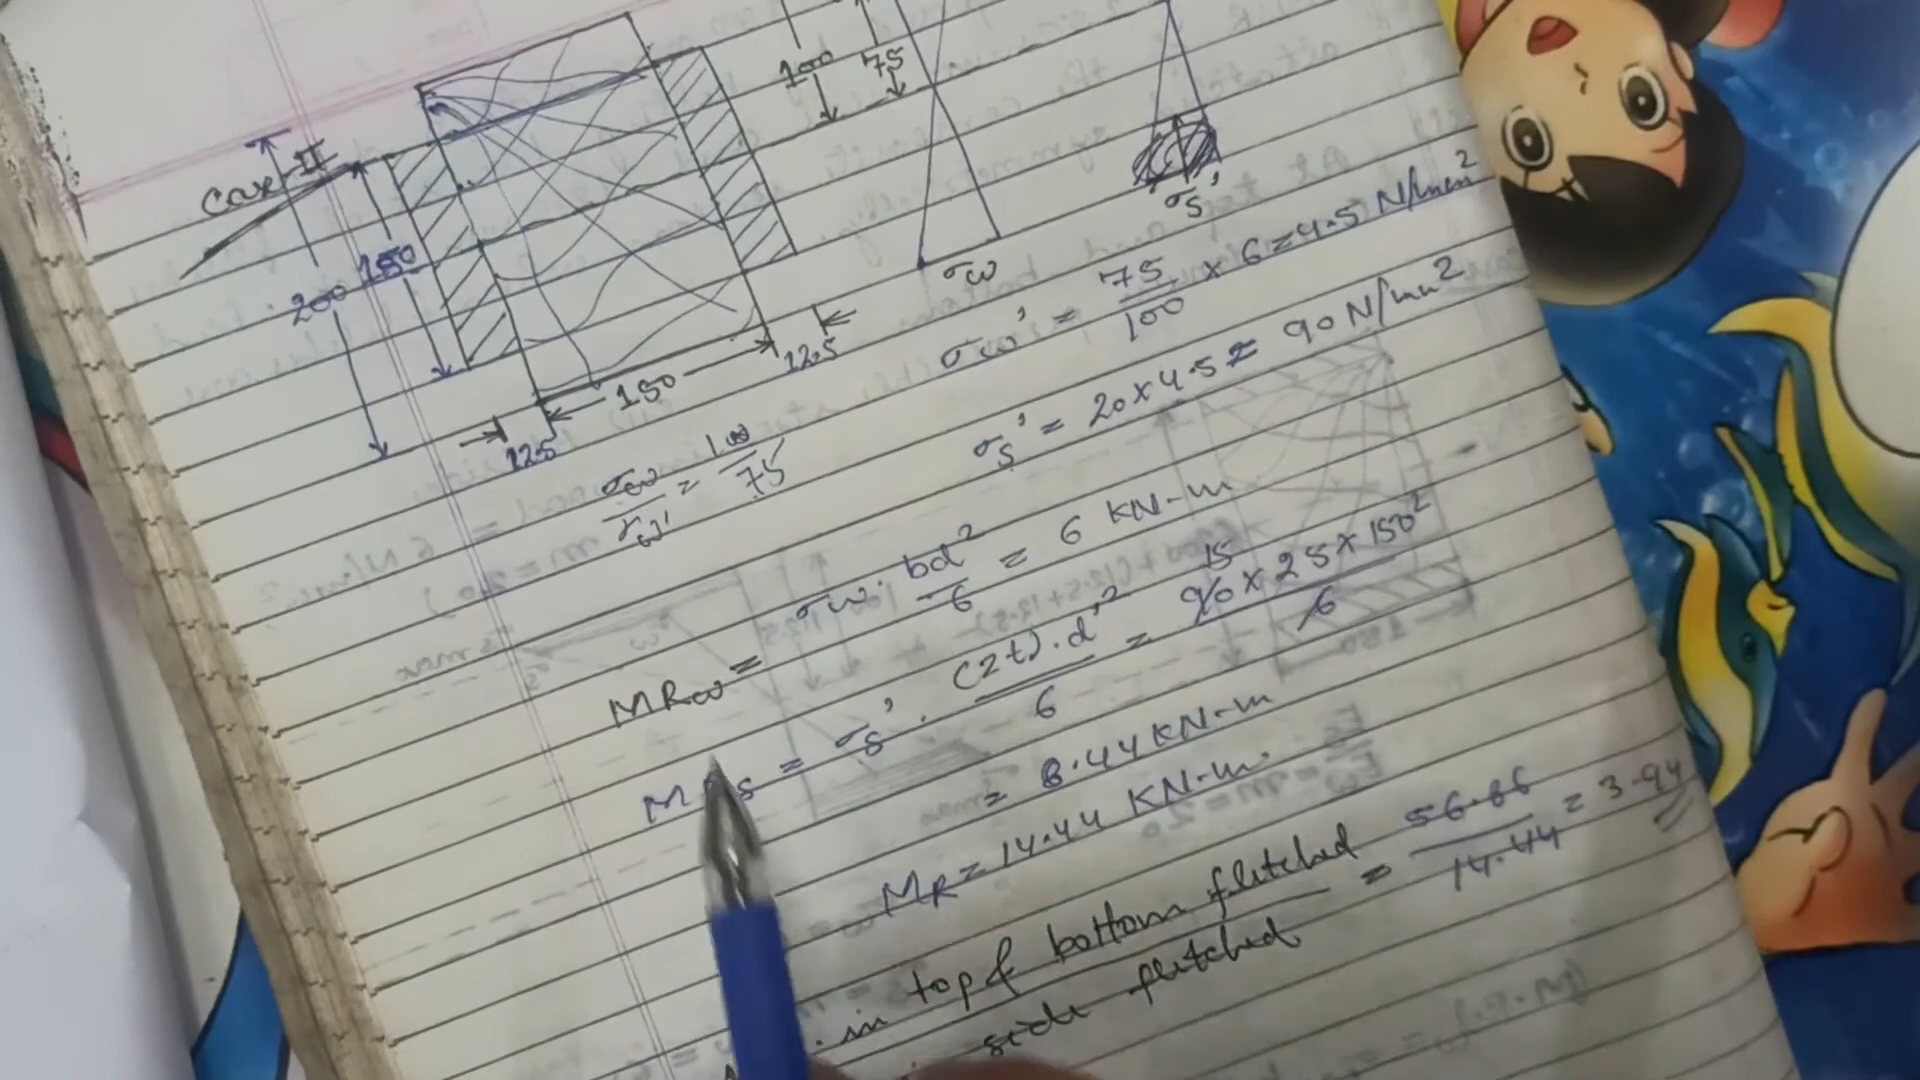 Case-II
100 75
σs'
200 150
σw
12.5
150
12.5
σw' = 75/100 × 6 = 4.5 N/mm²
σw/σw' = 100/75
σs' = 20 × 4.5 = 90 N/mm²
MRw = σw · bd²/6 = 6 KN-m
MRs = σs' · (2t) · d'²/6 = 90 × 25 × 150²/6
15
= 8.44 KN-m
MR = 14.44 KN-m.
in top & bottom flitched
side flitched
= 56.86/14.44 = 3.94